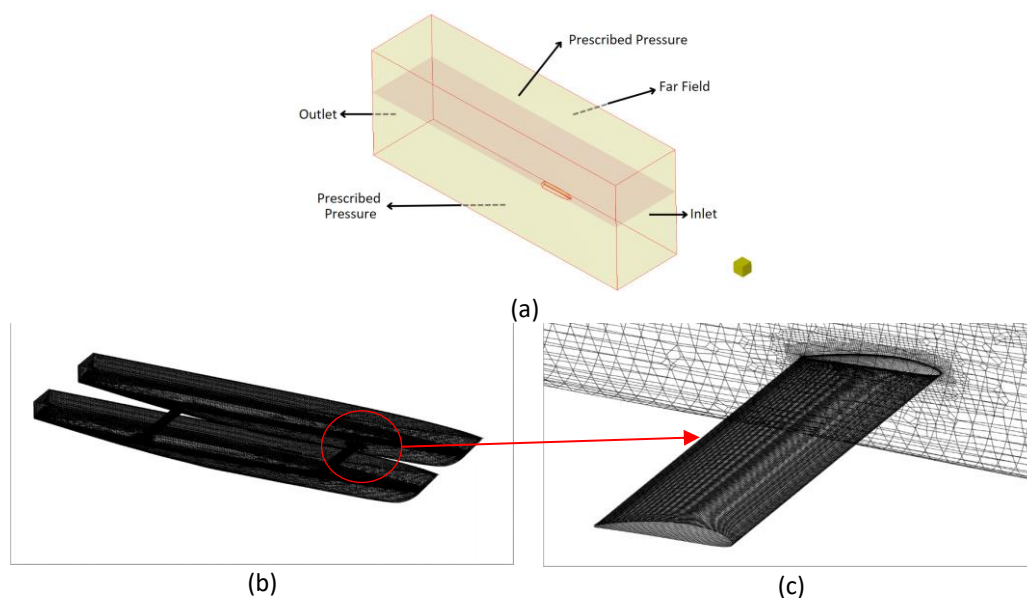 Prescribed Pressure
Far Field
Outlet
Prescribed
Pressure
Inlet
(a)
(b)
(c)